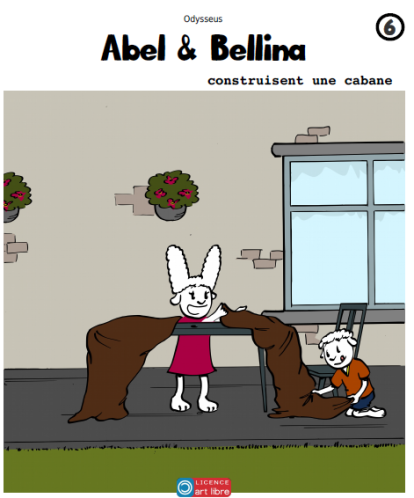 Odysseus
6
Abel & Bellina
construisent une cabane
LICENCE
art libre